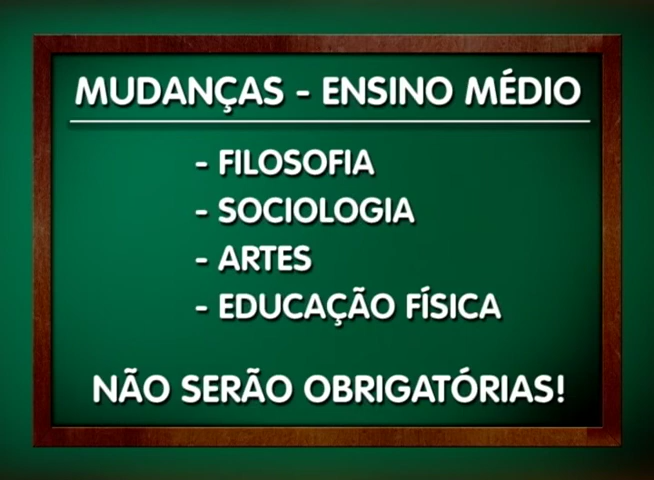 MUDANÇAS - ENSINO MÉDIO
- FILOSOFIA
- SOCIOLOGIA
- ARTES
- EDUCAÇÃO FÍSICA
NÃO SERÃO OBRIGATÓRIAS!